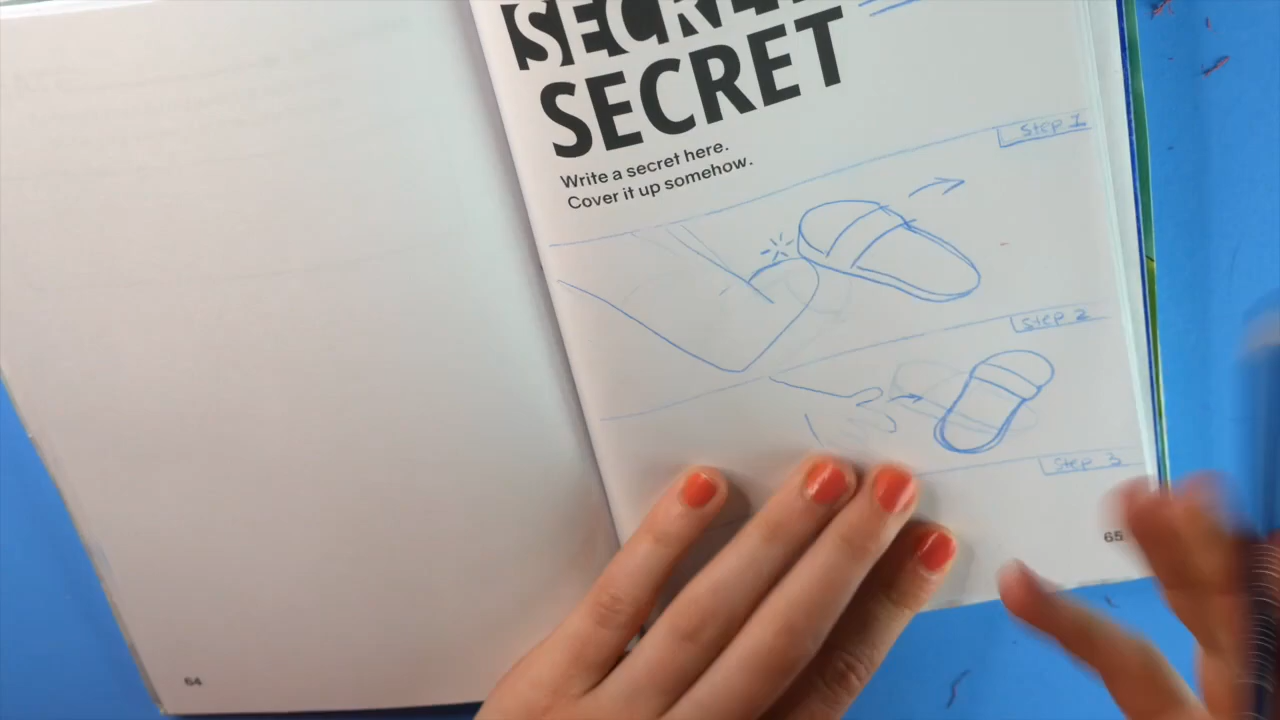 SECRET
SECRET
Write a secret here.
Cover it up somehow.
Step 1
Step 2
Step 3
65
64